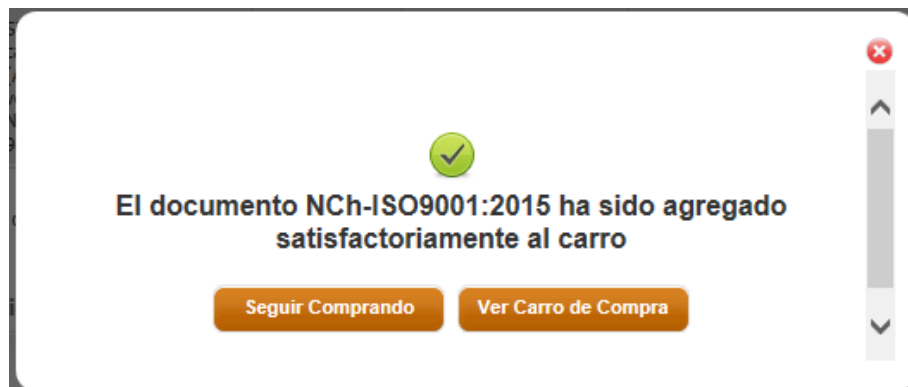 El documento NCh-ISO9001:2015 ha sido agregado
satisfactoriamente al carro
Seguir Comprando
Ver Carro de Compra